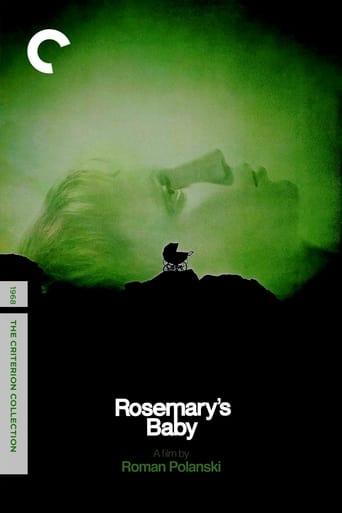 1968
THE CRITERION COLLECTION
Rosemary's
Baby
A film by
Roman Polanski